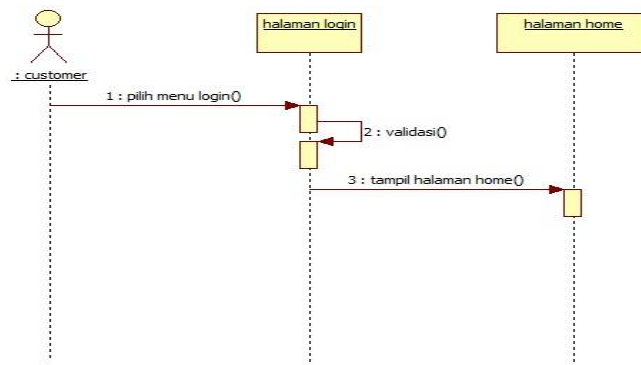 halaman login
halaman home
: customer
1 : pilih menu login()
2 : validasi()
3 : tampil halaman home()